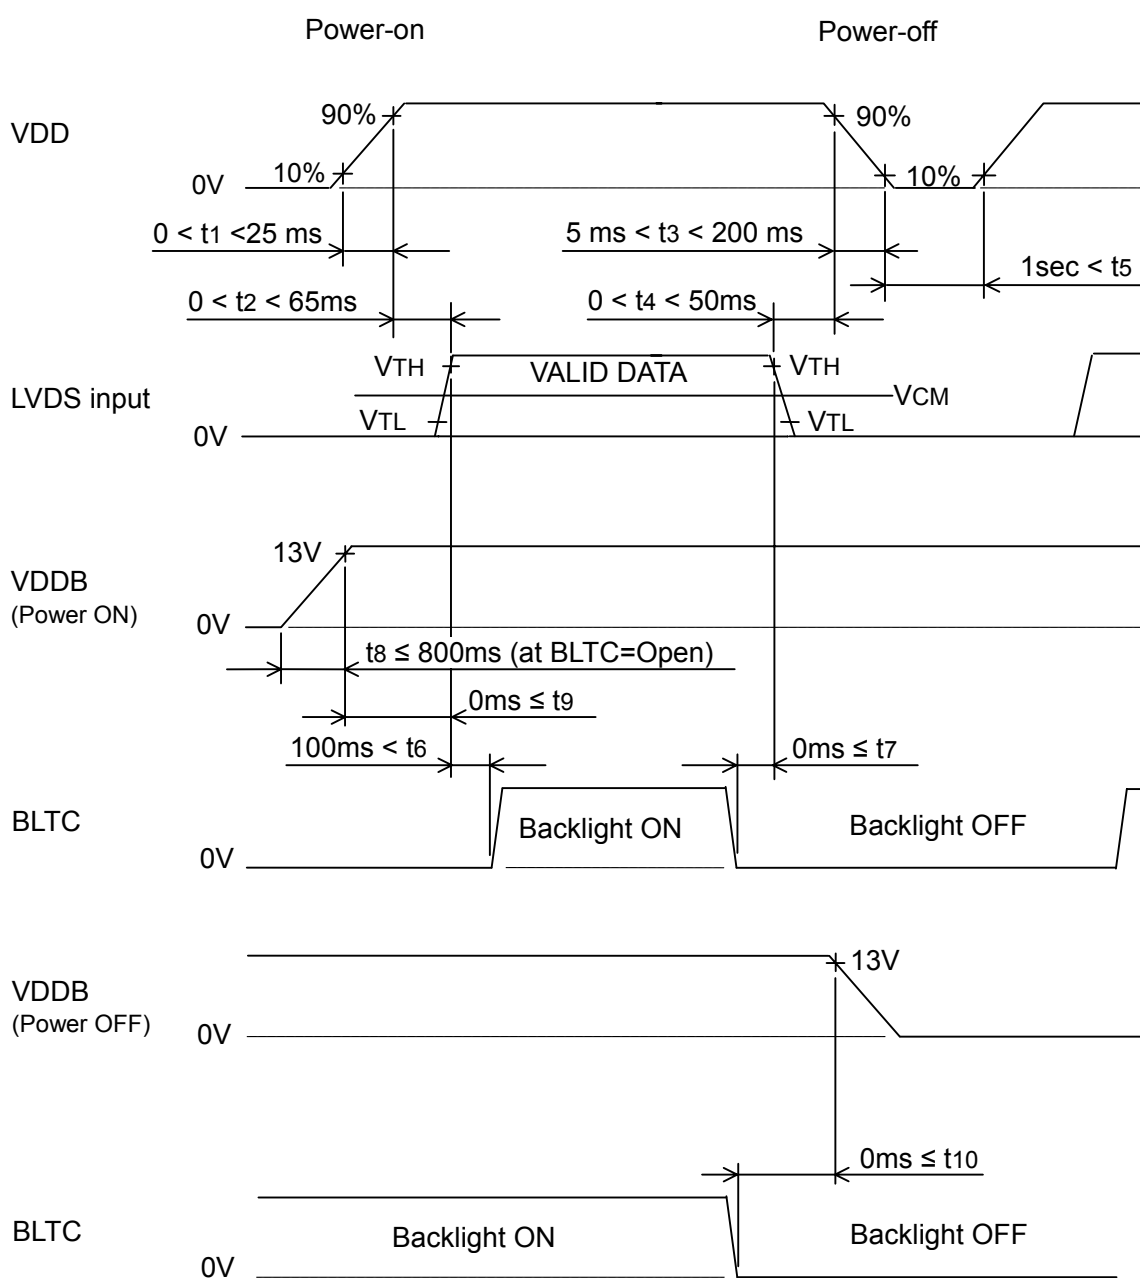 Power-on
Power-off
VDD
90%
90%
10%
10%
0V
0 < t1 <25 ms
5 ms < t3 < 200 ms
1sec < t5
0 < t2 < 65ms
0 < t4 < 50ms
VTH
VALID DATA
VTH
LVDS input
VCM
VTL
VTL
0V
13V
VDDB
(Power ON)
0V
t8 ≤ 800ms (at BLTC=Open)
0ms ≤ t9
100ms < t6
0ms ≤ t7
BLTC
Backlight ON
Backlight OFF
0V
13V
VDDB
(Power OFF)
0V
0ms ≤ t10
BLTC
Backlight ON
Backlight OFF
0V